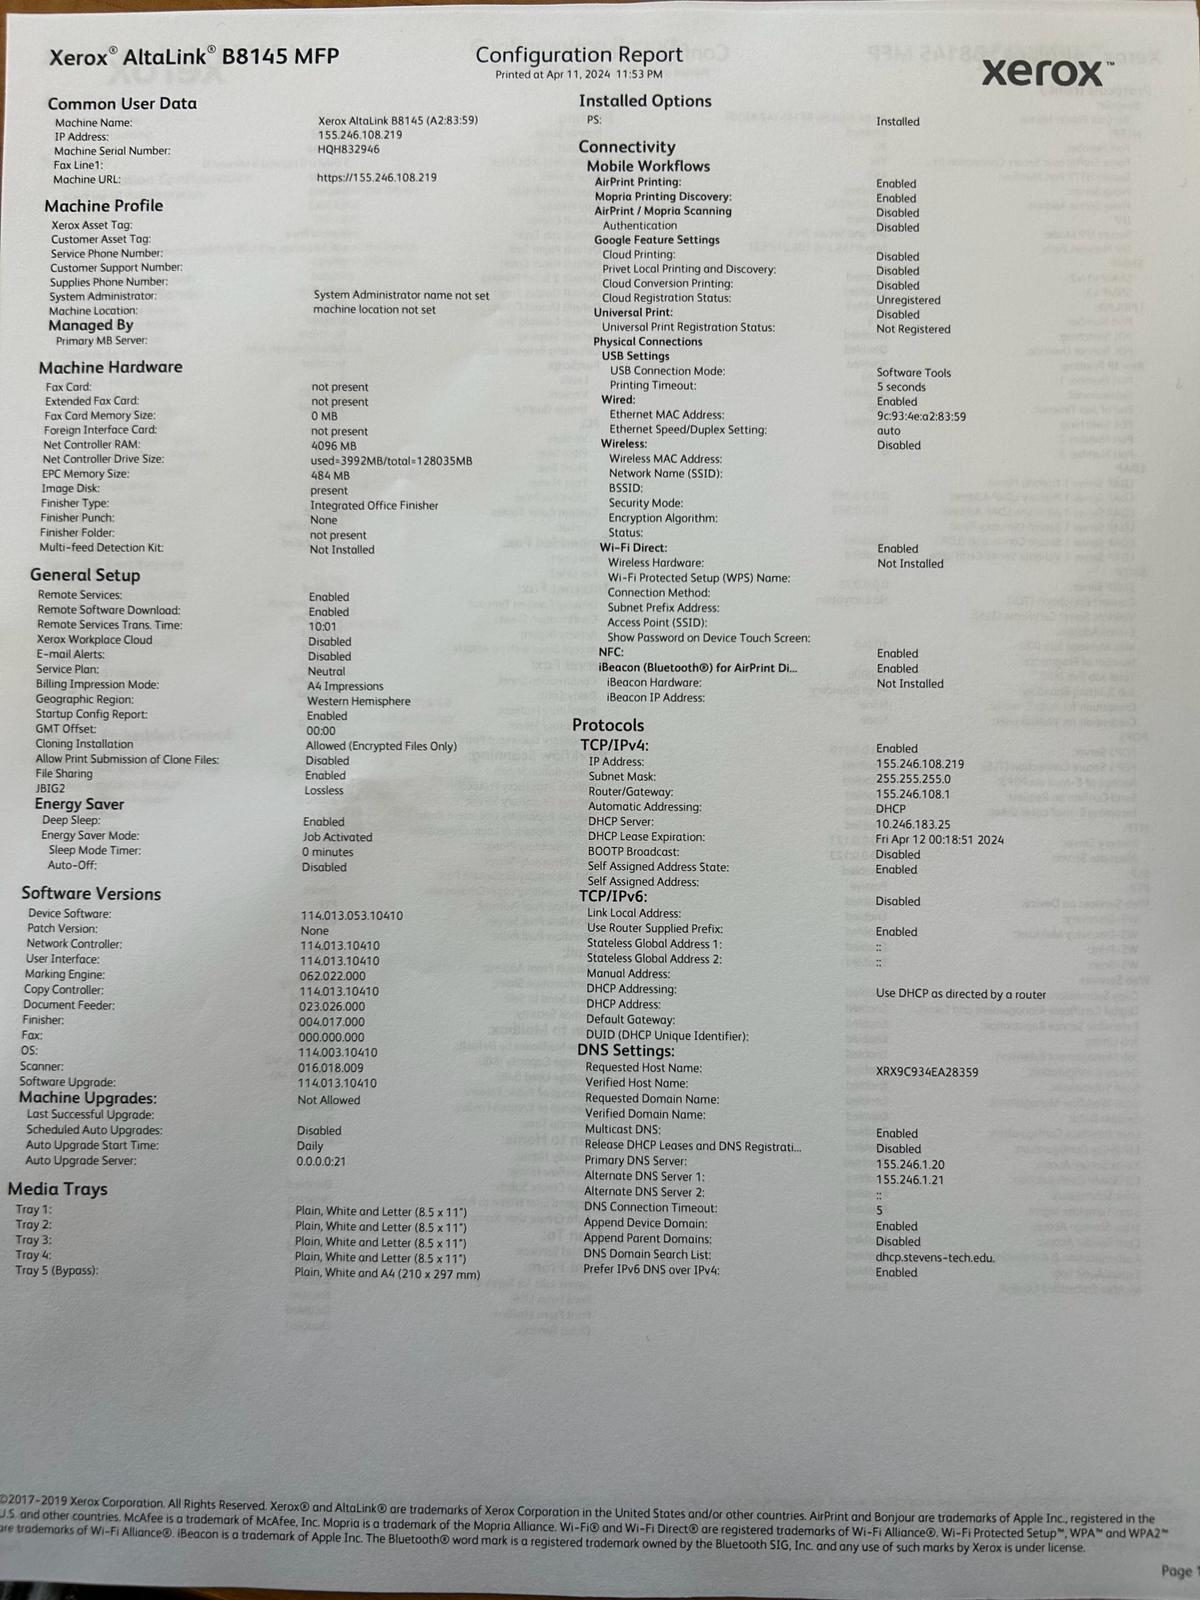 Xerox® AltaLink® B8145 MFP
Configuration Report
Printed at Apr 11, 2024 11:53 PM
xerox™
Common User Data
Machine Name: Xerox AltaLink B8145 (A2:83:59)
IP Address: 155.246.108.219
Machine Serial Number: HQH832946
Fax Line1:
Machine URL: https://155.246.108.219
Machine Profile
Xerox Asset Tag:
Customer Asset Tag:
Service Phone Number:
Customer Support Number:
Supplies Phone Number:
System Administrator: System Administrator name not set
Machine Location: machine location not set
Managed By
Primary MB Server:
Machine Hardware
Fax Card: not present
Extended Fax Card: not present
Fax Card Memory Size: 0 MB
Foreign Interface Card: not present
Net Controller RAM: 4096 MB
Net Controller Drive Size: used=3992MB/total=128035MB
EPC Memory Size: 484 MB
Image Disk: present
Finisher Type: Integrated Office Finisher
Finisher Punch: None
Finisher Folder: not present
Multi-feed Detection Kit: Not Installed
General Setup
Remote Services: Enabled
Remote Software Download: Enabled
Remote Services Trans. Time: 10:01
Xerox Workplace Cloud Disabled
E-mail Alerts: Disabled
Service Plan: Neutral
Billing Impression Mode: A4 Impressions
Geographic Region: Western Hemisphere
Startup Config Report: Enabled
GMT Offset: 00:00
Cloning Installation Allowed (Encrypted Files Only)
Allow Print Submission of Clone Files: Disabled
File Sharing Enabled
JBIG2 Lossless
Energy Saver
Deep Sleep: Enabled
Energy Saver Mode: Job Activated
Sleep Mode Timer: 0 minutes
Auto-Off: Disabled
Software Versions
Device Software: 114.013.053.10410
Patch Version: None
Network Controller: 114.013.10410
User Interface: 114.013.10410
Marking Engine: 062.022.000
Copy Controller: 114.013.10410
Document Feeder: 023.026.000
Finisher: 004.017.000
Fax: 000.000.000
OS: 114.003.10410
Scanner: 016.018.009
Software Upgrade: 114.013.10410
Machine Upgrades: Not Allowed
Last Successful Upgrade:
Scheduled Auto Upgrades: Disabled
Auto Upgrade Start Time: Daily
Auto Upgrade Server: 0.0.0.0:21
Media Trays
Tray 1: Plain, White and Letter (8.5 x 11")
Tray 2: Plain, White and Letter (8.5 x 11")
Tray 3: Plain, White and Letter (8.5 x 11")
Tray 4: Plain, White and Letter (8.5 x 11")
Tray 5 (Bypass): Plain, White and A4 (210 x 297 mm)
Installed Options
PS: Installed
Connectivity
Mobile Workflows
AirPrint Printing: Enabled
Mopria Printing Discovery: Enabled
AirPrint / Mopria Scanning Disabled
Authentication Disabled
Google Feature Settings
Cloud Printing: Disabled
Privet Local Printing and Discovery: Disabled
Cloud Conversion Printing: Disabled
Cloud Registration Status: Unregistered
Universal Print: Disabled
Universal Print Registration Status: Not Registered
Physical Connections
USB Settings
USB Connection Mode: Software Tools
Printing Timeout: 5 seconds
Wired: Enabled
Ethernet MAC Address: 9c:93:4e:a2:83:59
Ethernet Speed/Duplex Setting: auto
Wireless: Disabled
Wireless MAC Address:
Network Name (SSID):
BSSID:
Security Mode:
Encryption Algorithm:
Status:
Wi-Fi Direct: Enabled
Wireless Hardware: Not Installed
Wi-Fi Protected Setup (WPS) Name:
Connection Method:
Subnet Prefix Address:
Access Point (SSID):
Show Password on Device Touch Screen:
NFC: Enabled
iBeacon (Bluetooth®) for AirPrint Di... Enabled
iBeacon Hardware: Not Installed
iBeacon IP Address:
Protocols
TCP/IPv4: Enabled
IP Address: 155.246.108.219
Subnet Mask: 255.255.255.0
Router/Gateway: 155.246.108.1
Automatic Addressing: DHCP
DHCP Server: 10.246.183.25
DHCP Lease Expiration: Fri Apr 12 00:18:51 2024
BOOTP Broadcast: Disabled
Self Assigned Address State: Enabled
Self Assigned Address:
TCP/IPv6: Disabled
Link Local Address:
Use Router Supplied Prefix: Enabled
Stateless Global Address 1: ::
Stateless Global Address 2: ::
Manual Address:
DHCP Addressing: Use DHCP as directed by a router
DHCP Address:
Default Gateway:
DUID (DHCP Unique Identifier):
DNS Settings:
Requested Host Name: XRX9C934EA28359
Verified Host Name:
Requested Domain Name:
Verified Domain Name:
Multicast DNS: Enabled
Release DHCP Leases and DNS Registrati... Disabled
Primary DNS Server: 155.246.1.20
Alternate DNS Server 1: 155.246.1.21
Alternate DNS Server 2: ::
DNS Connection Timeout: 5
Append Device Domain: Enabled
Append Parent Domains: Disabled
DNS Domain Search List: dhcp.stevens-tech.edu.
Prefer IPv6 DNS over IPv4: Enabled
©2017-2019 Xerox Corporation. All Rights Reserved. Xerox® and AltaLink® are trademarks of Xerox Corporation in the United States and/or other countries. AirPrint and Bonjour are trademarks of Apple Inc., registered in the
U.S. and other countries. McAfee is a trademark of McAfee, Inc. Mopria is a trademark of the Mopria Alliance. Wi-Fi® and Wi-Fi Direct® are registered trademarks of Wi-Fi Alliance®. Wi-Fi Protected Setup™, WPA™ and WPA2™
are trademarks of Wi-Fi Alliance®. iBeacon is a trademark of Apple Inc. The Bluetooth® word mark is a registered trademark owned by the Bluetooth SIG, Inc. and any use of such marks by Xerox is under license.
Page 1